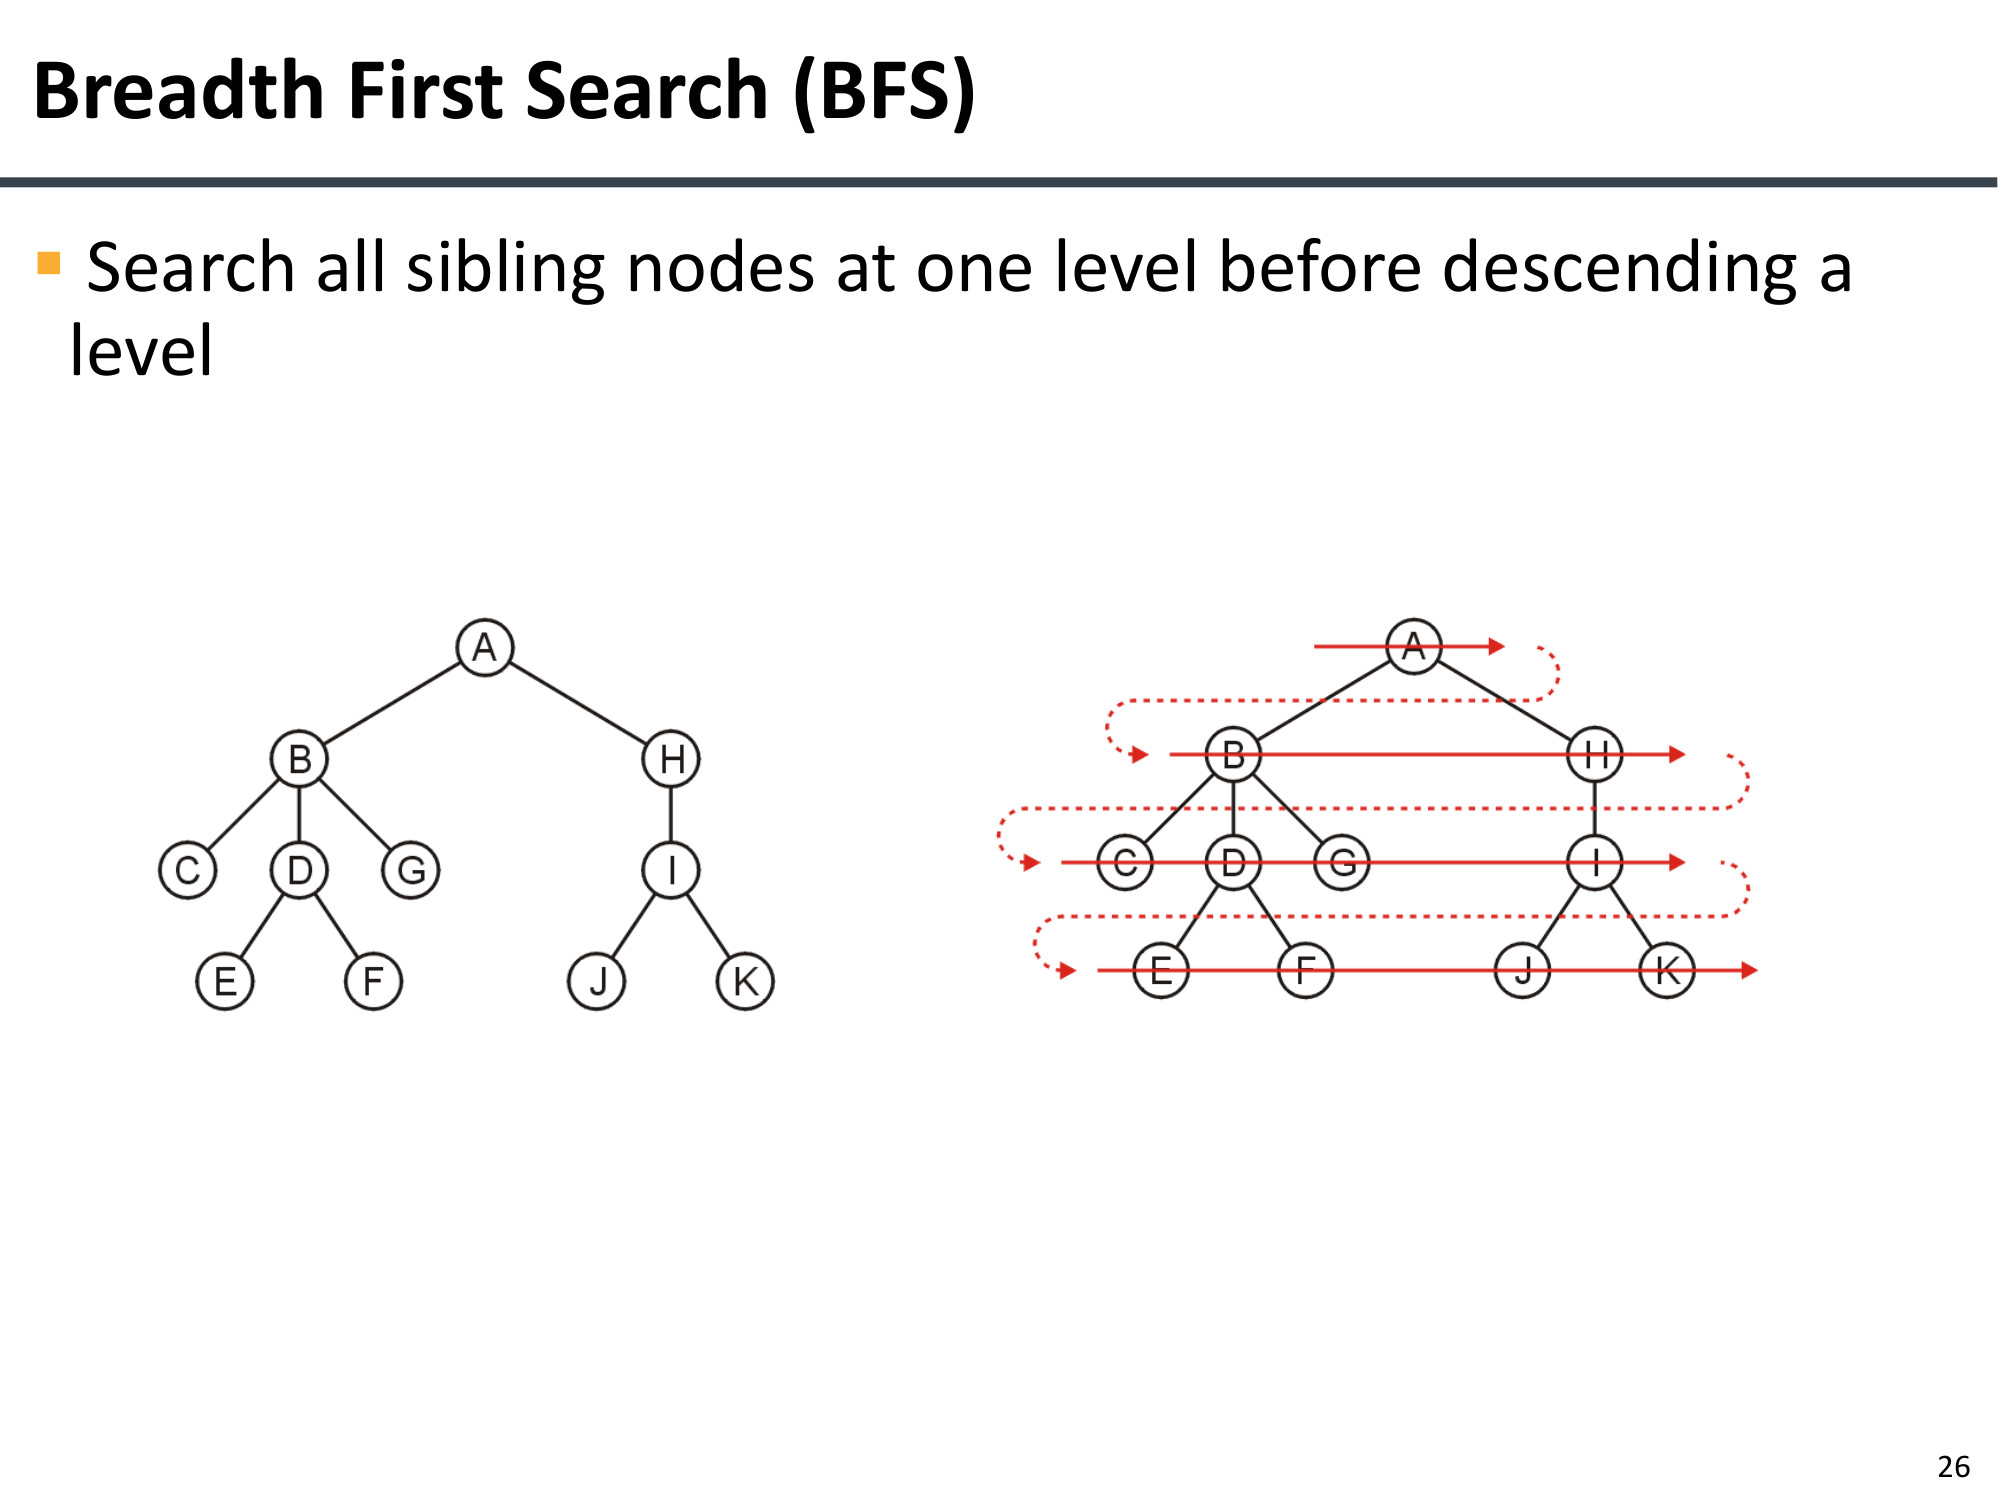 Breadth First Search (BFS)
Search all sibling nodes at one level before descending a
level
A
B H
C D G I
E F J K
A
B H
C D G I
E F J K
26